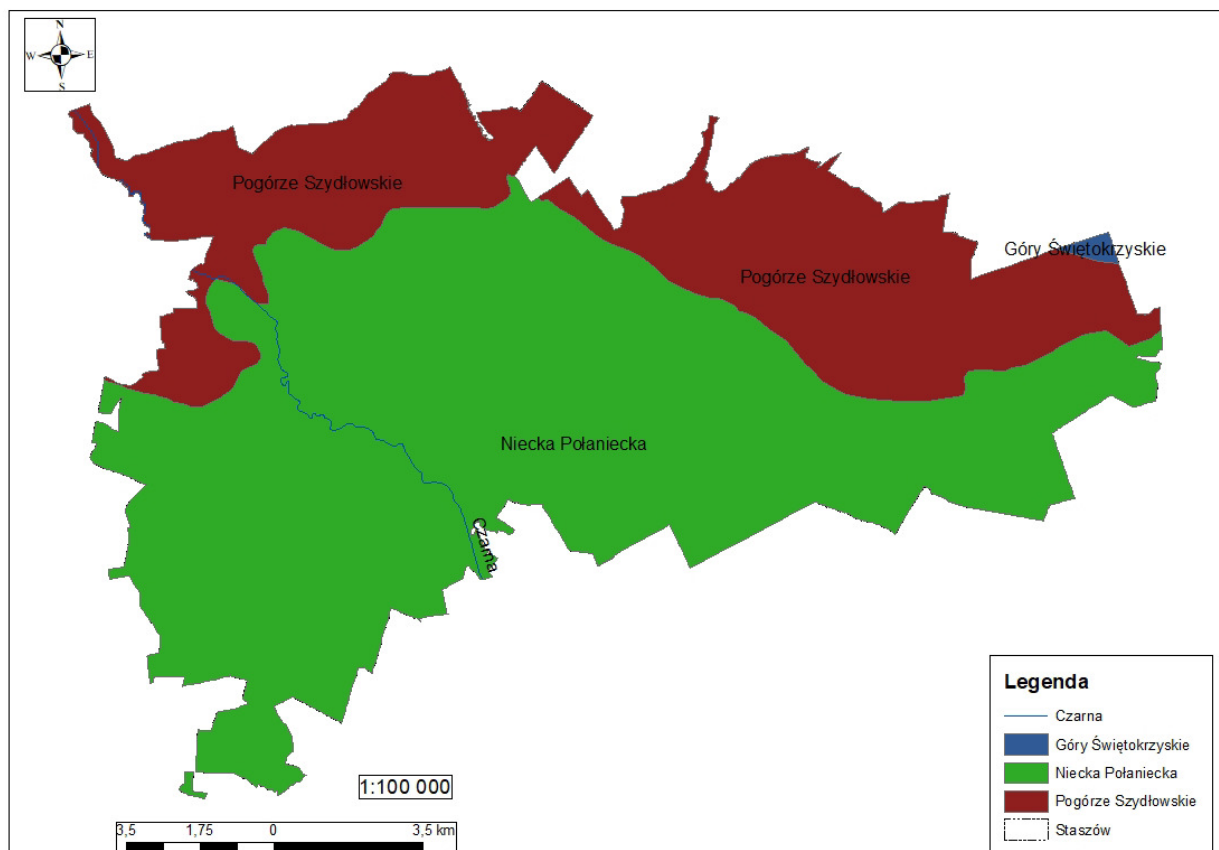 N
W E
S
Pogórze Szydłowskie
Góry Świętokrzyskie
Pogórze Szydłowskie
Niecka Połaniecka
Czarna
Legenda
Czarna
Góry Świętokrzyskie
Niecka Połaniecka
Pogórze Szydłowskie
Staszów
1:100 000
3,5 1,75 0 3,5 km